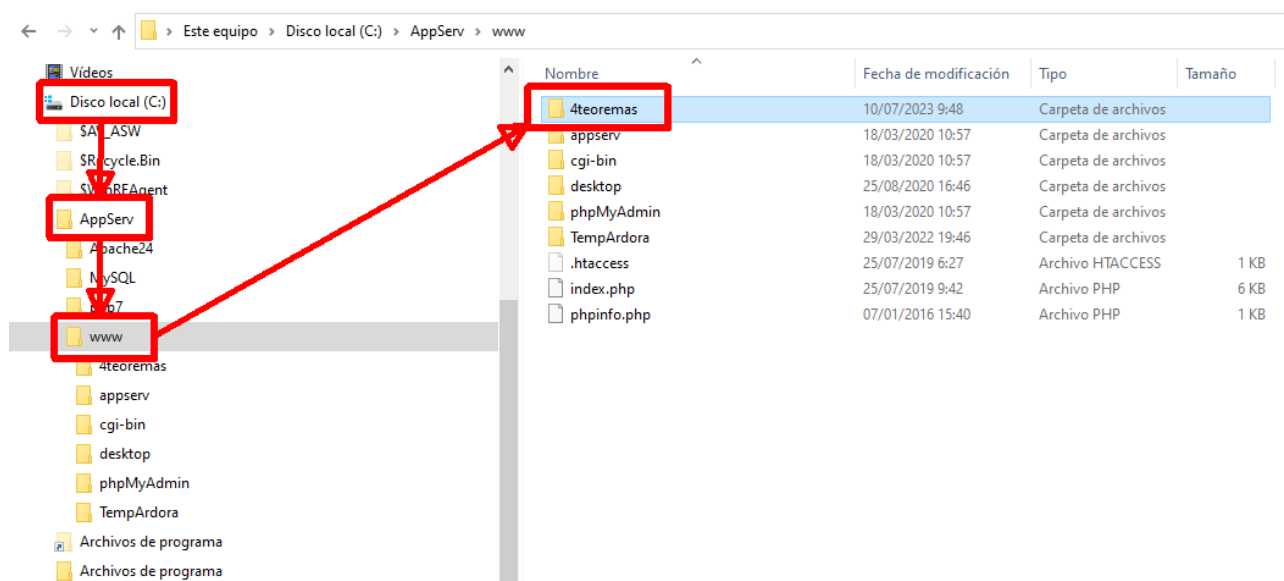 Este equipo > Disco local (C:) > AppServ > www
Vídeos
Disco local (C:)
$AV_ASW
$Recycle.Bin
$WinREAgent
AppServ
Apache24
MySQL
php7
www
4teoremas
appserv
cgi-bin
desktop
phpMyAdmin
TempArdora
Archivos de programa
Archivos de programa
Nombre Fecha de modificación Tipo Tamaño
4teoremas 10/07/2023 9:48 Carpeta de archivos
appserv 18/03/2020 10:57 Carpeta de archivos
cgi-bin 18/03/2020 10:57 Carpeta de archivos
desktop 25/08/2020 16:46 Carpeta de archivos
phpMyAdmin 18/03/2020 10:57 Carpeta de archivos
TempArdora 29/03/2022 19:46 Carpeta de archivos
.htaccess 25/07/2019 6:27 Archivo HTACCESS 1 KB
index.php 25/07/2019 9:42 Archivo PHP 6 KB
phpinfo.php 07/01/2016 15:40 Archivo PHP 1 KB